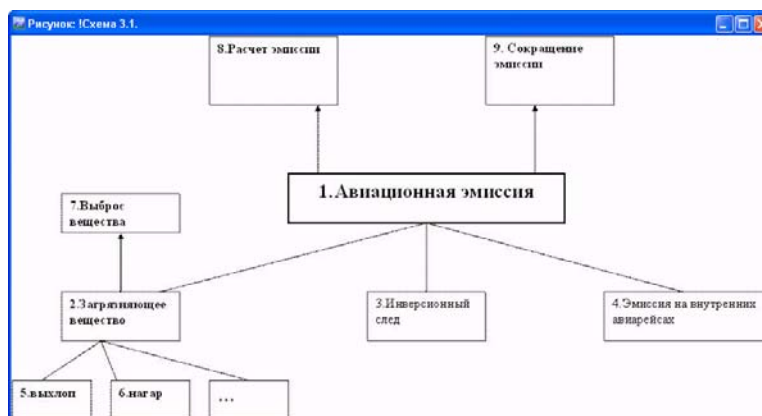 Рисунок: !Схема 3.1.
8.Расчет эмиссии
9. Сокращение
эмиссии
1.Авиационная эмиссия
7.Выброс
вещества
2.Загрязняющее
вещество
3.Инверсионный
след
4.Эмиссия на внутренних
авиарейсах
5.выхлоп
6.нагар
...